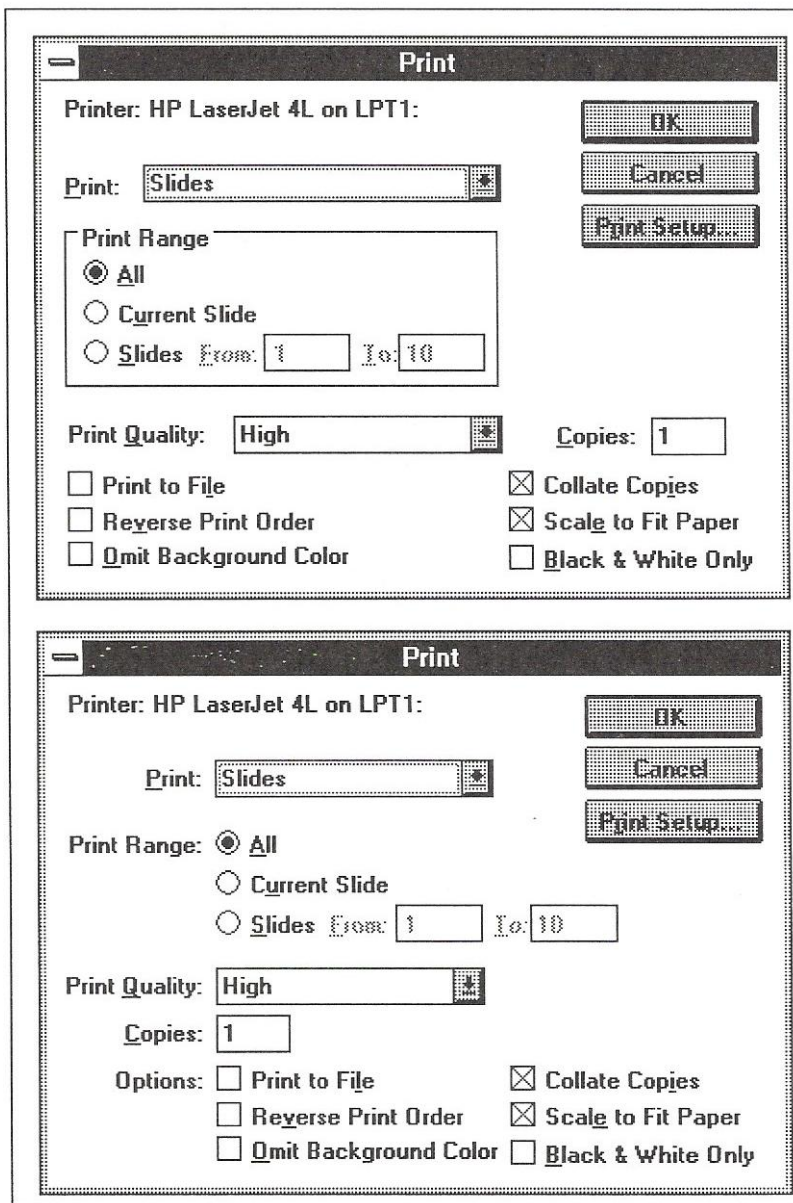 Print
Printer: HP LaserJet 4L on LPT1:
OK
Print: Slides
Cancel
Print Setup...
Print Range
All
Current Slide
Slides From: 1 To: 10
Print Quality: High Copies: 1
Print to File Collate Copies
Reverse Print Order Scale to Fit Paper
Omit Background Color Black & White Only
Print
Printer: HP LaserJet 4L on LPT1:
OK
Print: Slides Cancel
Print Setup...
Print Range: All
Current Slide
Slides From: 1 To: 10
Print Quality: High
Copies: 1
Options: Print to File Collate Copies
Reverse Print Order Scale to Fit Paper
Omit Background Color Black & White Only